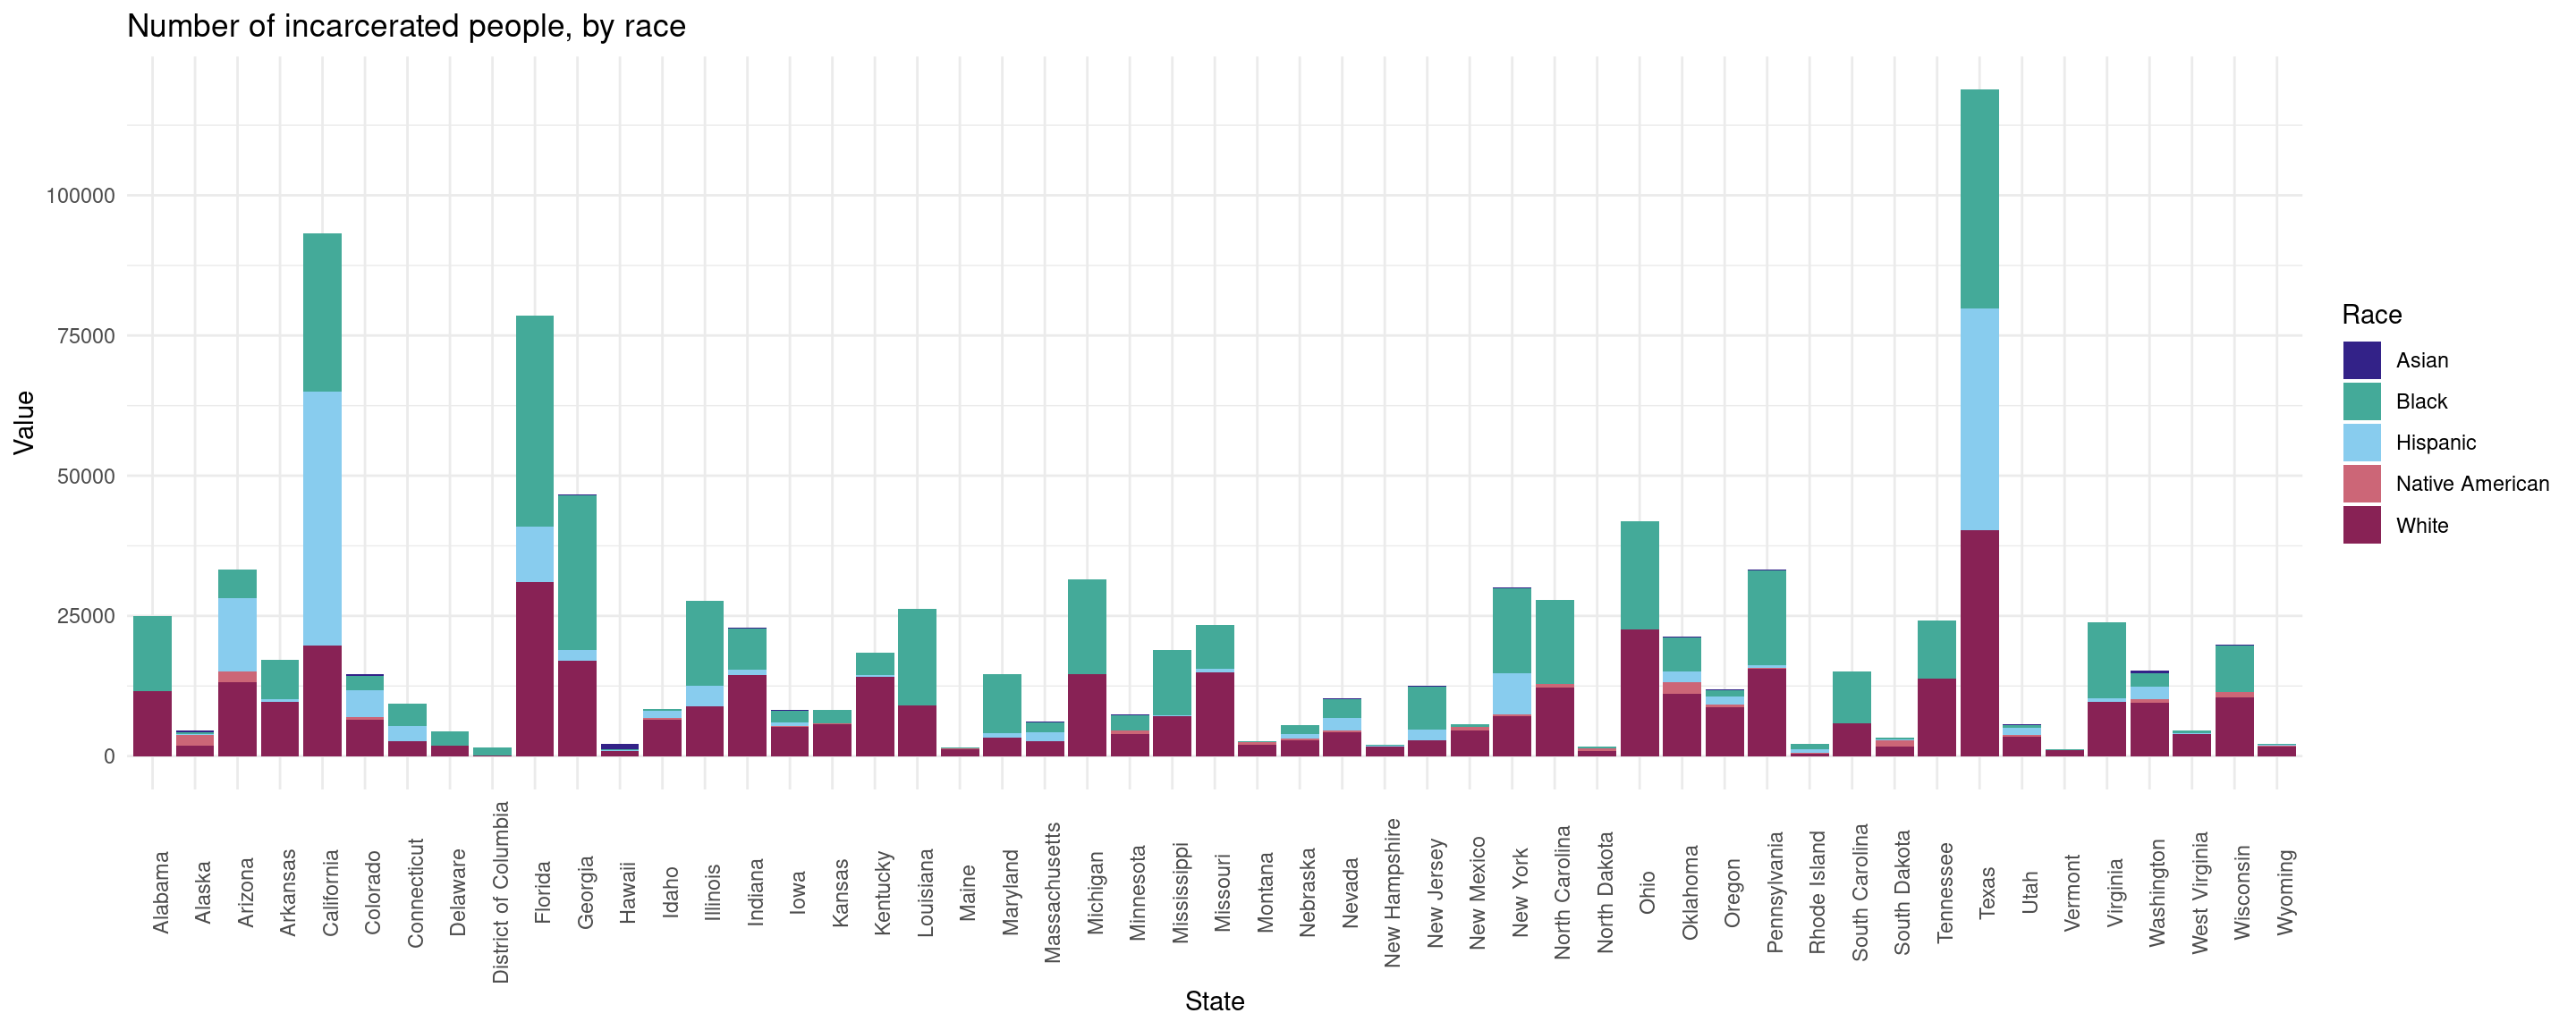 Number of incarcerated people, by race
Value
100000
75000
50000
25000
0
Alabama
Alaska
Arizona
Arkansas
California
Colorado
Connecticut
Delaware
District of Columbia
Florida
Georgia
Hawaii
Idaho
Illinois
Indiana
Iowa
Kansas
Kentucky
Louisiana
Maine
Maryland
Massachusetts
Michigan
Minnesota
Mississippi
Missouri
Montana
Nebraska
Nevada
New Hampshire
New Jersey
New Mexico
New York
North Carolina
North Dakota
Ohio
Oklahoma
Oregon
Pennsylvania
Rhode Island
South Carolina
South Dakota
Tennessee
Texas
Utah
Vermont
Virginia
Washington
West Virginia
Wisconsin
Wyoming
State
Race
Asian
Black
Hispanic
Native American
White